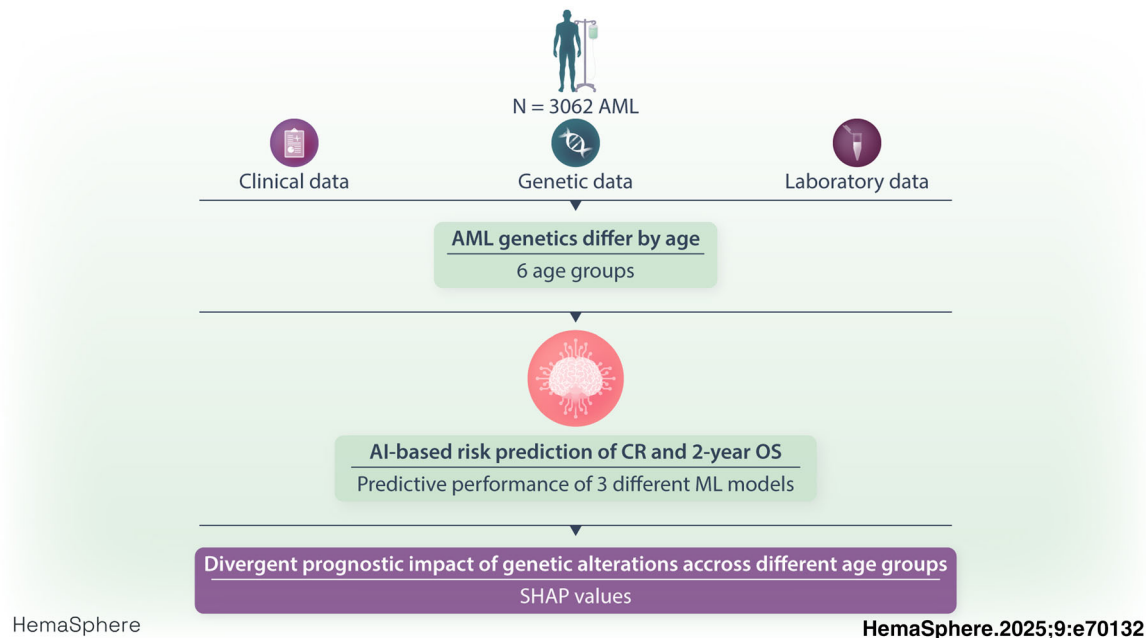 N = 3062 AML
Clinical data
Genetic data
Laboratory data
AML genetics differ by age
6 age groups
AI-based risk prediction of CR and 2-year OS
Predictive performance of 3 different ML models
Divergent prognostic impact of genetic alterations accross different age groups
SHAP values
HemaSphere
HemaSphere.2025;9:e70132